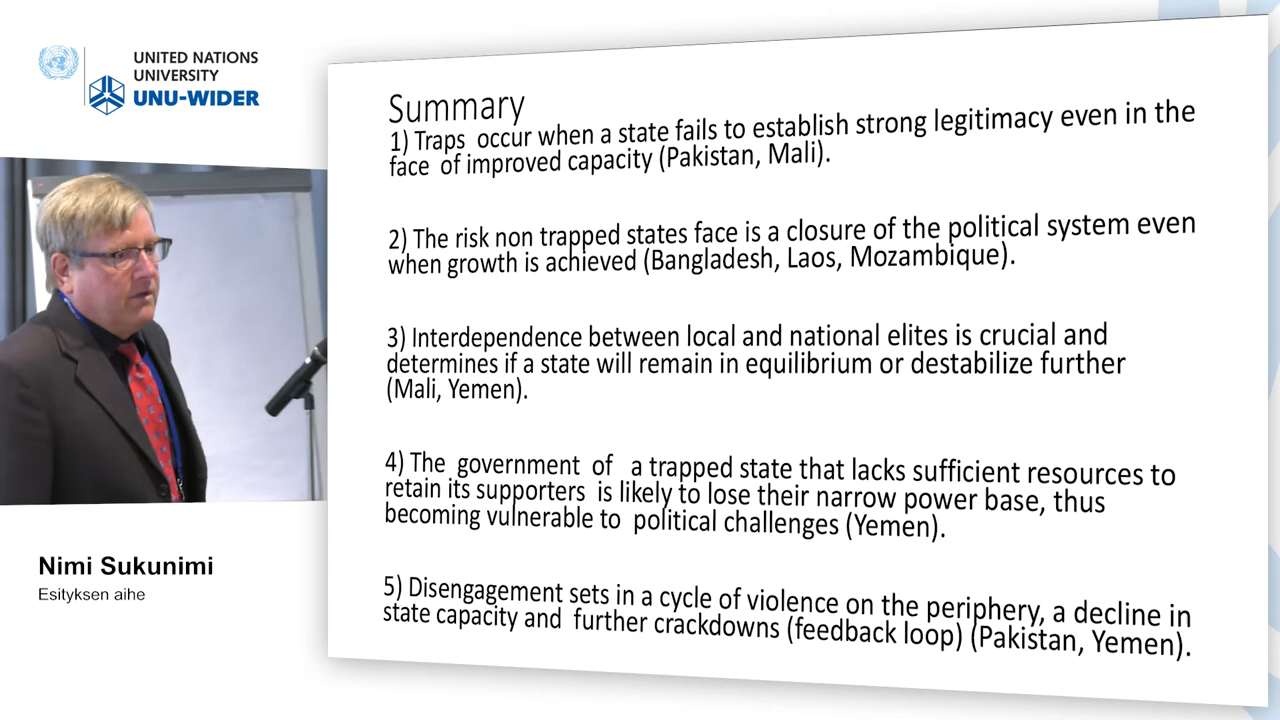 UNITED NATIONS
UNIVERSITY
UNU-WIDER
Nimi Sukunimi
Esityksen aihe
Summary
1) Traps occur when a state fails to establish strong legitimacy even in the
face of improved capacity (Pakistan, Mali).
2) The risk non trapped states face is a closure of the political system even
when growth is achieved (Bangladesh, Laos, Mozambique).
3) Interdependence between local and national elites is crucial and
determines if a state will remain in equilibrium or destabilize further
(Mali, Yemen).
4) The government of a trapped state that lacks sufficient resources to
retain its supporters is likely to lose their narrow power base, thus
becoming vulnerable to political challenges (Yemen).
5) Disengagement sets in a cycle of violence on the periphery, a decline in
state capacity and further crackdowns (feedback loop) (Pakistan, Yemen).